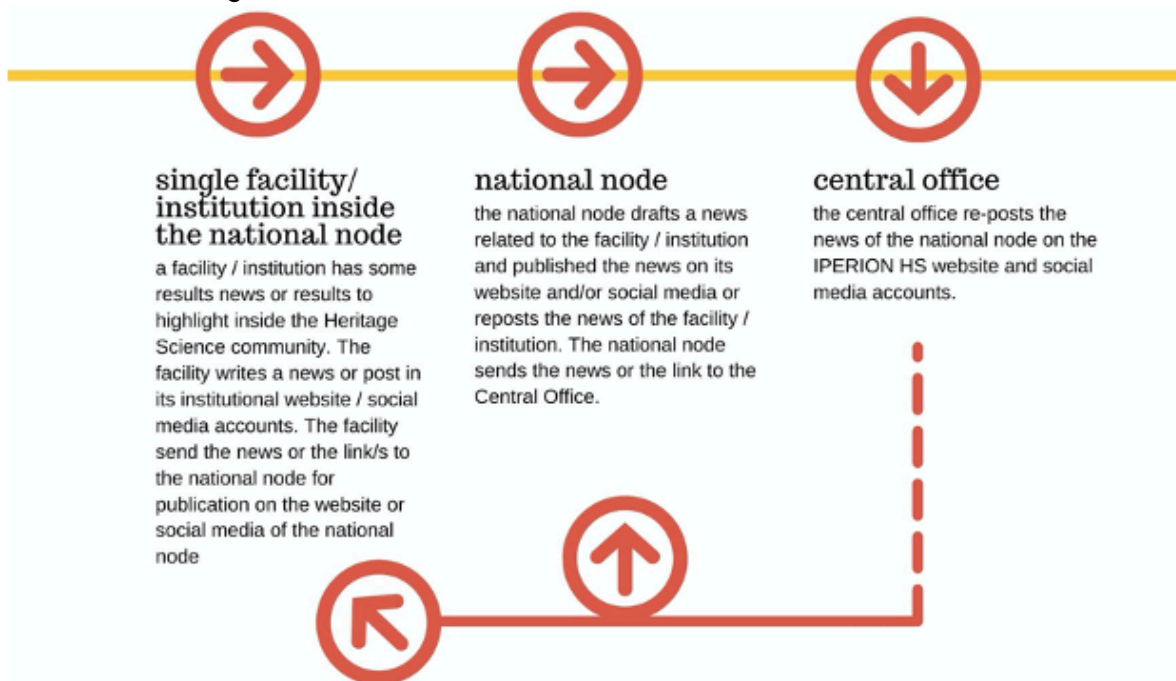 single facility/
institution inside
the national node
a facility / institution has some
results news or results to
highlight inside the Heritage
Science community. The
facility writes a news or post in
its institutional website / social
media accounts. The facility
send the news or the link/s to
the national node for
publication on the website or
social media of the national
node
national node
the national node drafts a news
related to the facility / institution
and published the news on its
website and/or social media or
reposts the news of the facility /
institution. The national node
sends the news or the link to the
Central Office.
central office
the central office re-posts the
news of the national node on the
IPERION HS website and social
media accounts.